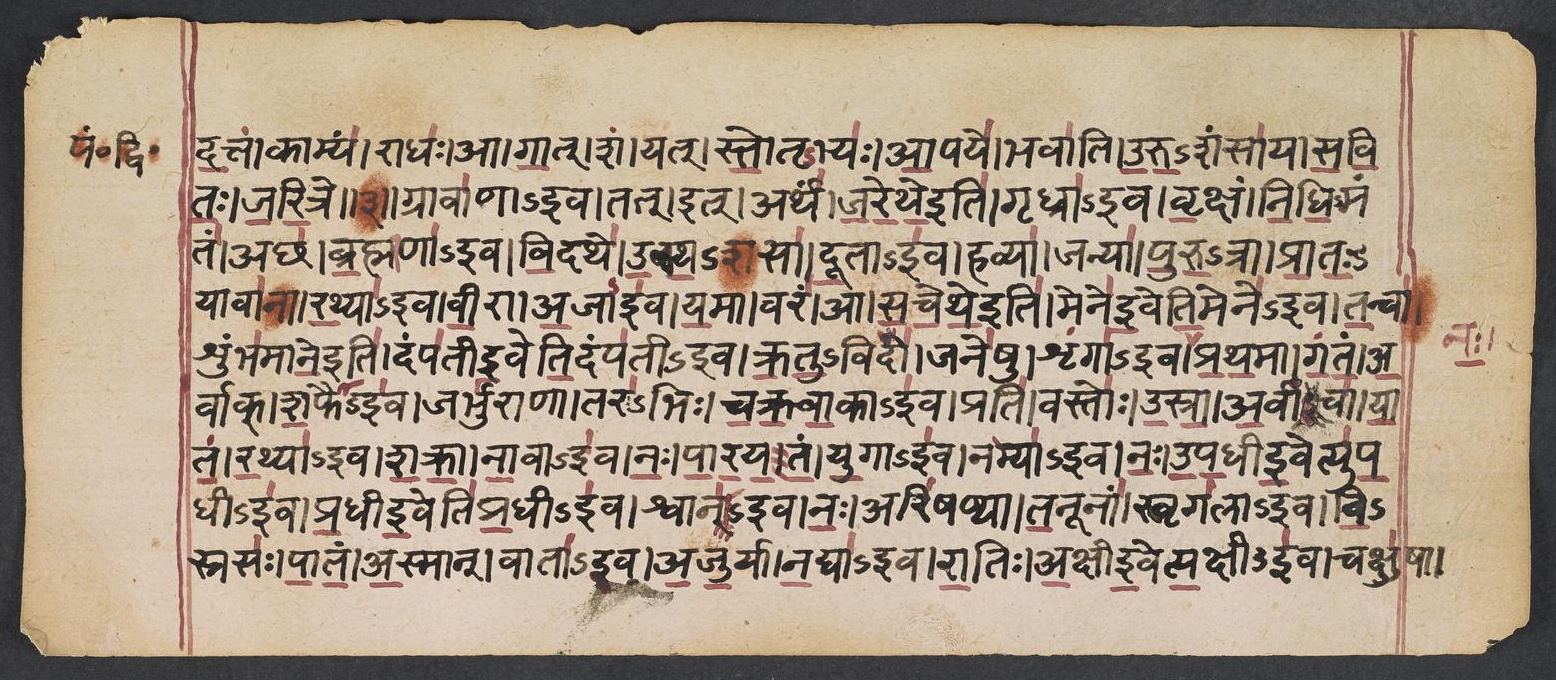 पं॰द्वि॰
दत्तं।काम्यं।राधः।आ।गात्।शं।यत्।स्तोतृऽभ्यः।आपये।भवाति।उरुऽशंसाय।सवि
तः।जरित्रे॥३॥ग्रावाणाऽइव।तत्।इत्।अर्थं।जरेथेइति।गृध्राऽइव।वृक्षं।निधिऽमं
तं।अछ।ब्रह्माणाऽइव।विदथे।उक्थऽशसा।दूताऽइव।हव्या।जन्या।पुरुऽत्रा।प्रातःऽ
यावाना।रथ्याऽइव।वीरा।अजाऽइव।यमा।वरं।आ।सचेथेइति।मेनेइवेतिमेनेऽइव।तन्वा।
शुंभमानेइति।दंपतीइवेतिदंपतीऽइव।क्रतुऽविदा।जनेषु।शृंगाऽइव।प्रथमा।गंतं।अ
नः।
र्वाक्।शफौऽइव।जर्भुराणा।तरःऽभिः।चक्रवाकाऽइव।प्रति।वस्तोः।उस्रा।अर्वांचा।या
तं।रथ्याऽइव।शक्रा।नावाऽइव।नः।पारयतं।युगाऽइव।नभ्याऽइव।नः।उपधीइवेत्युप
धीऽइव।प्रधीइवेतिप्रधीऽइव।श्वानाऽइव।नः।अरिषण्या।तनूनां।खृगलाऽइव।विऽ
स्रसः।पातं।अस्मान्।वाताऽइव।अजुर्या।नद्याऽइव।रीतिः।अक्षीइवेत्यक्षीऽइव।चक्षुषा।